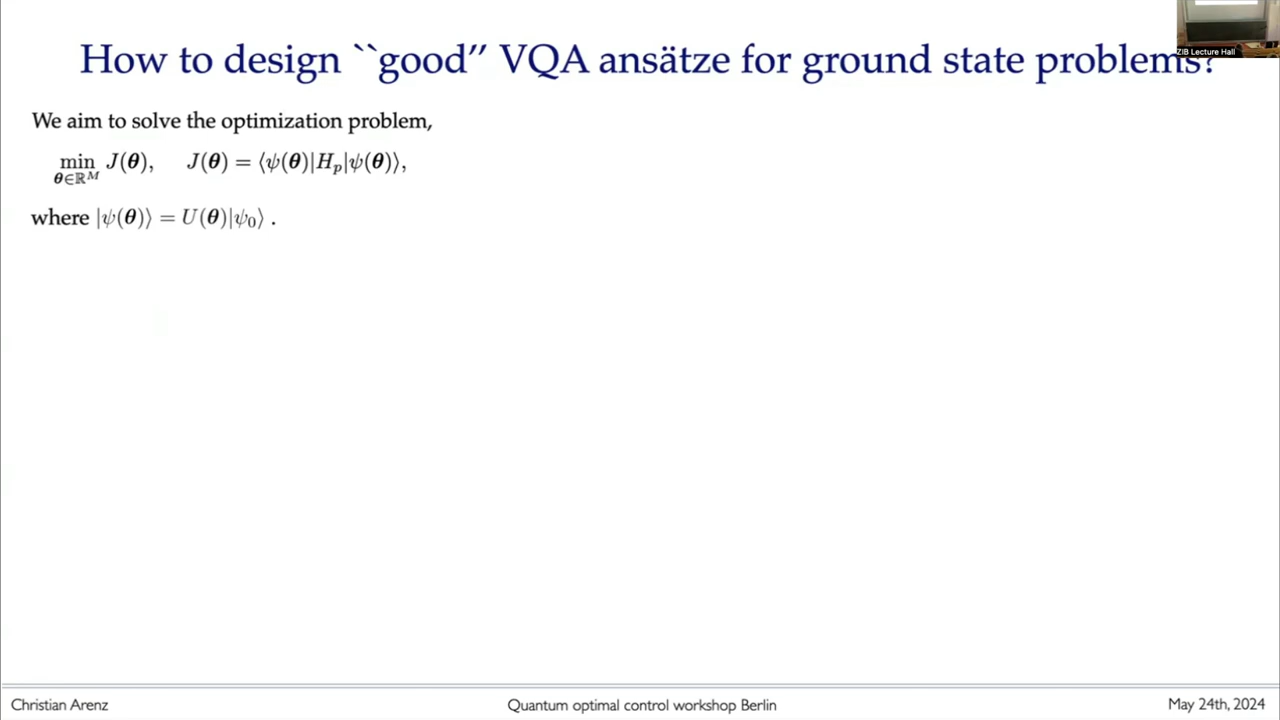 How to design ``good” VQA ansätze for ground state problems?
ZIB Lecture Hall
We aim to solve the optimization problem,
min_{θ∈ℝ^M} J(θ), J(θ) = ⟨ψ(θ)|H_p|ψ(θ)⟩,
where |ψ(θ)⟩ = U(θ)|ψ_0⟩ .
Christian Arenz
Quantum optimal control workshop Berlin
May 24th, 2024